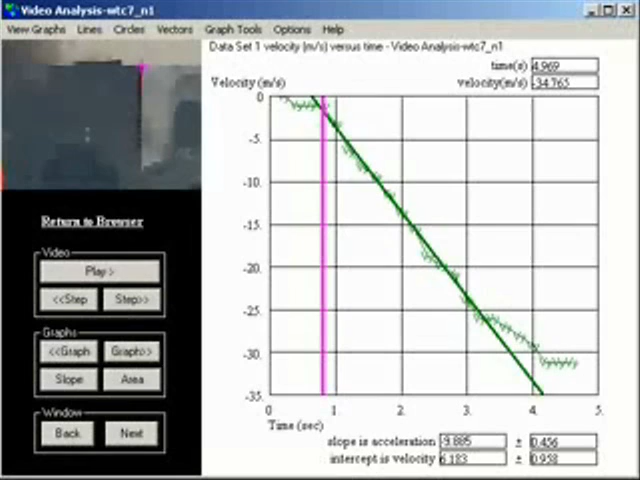 Video Analysis-wtc7_n1
View Graphs Lines Circles Vectors Graph Tools Options Help
Data Set 1 velocity (m/s) versus time - Video Analysis-wtc7_n1
time(s) 4.969
Velocity (m/s) velocity(m/s) -34.765
0
-5.
-10.
-15.
-20.
-25.
-30.
-35.
0 1 2. 3. 4. 5.
Time (sec)
slope is acceleration -9.885 ± 0.456
intercept is velocity 6.183 ± 0.958
Return to Browser
Video
Play>
<<Step Step>>
Graphs
<<Graph Graph>>
Slope Area
Window
Back Next